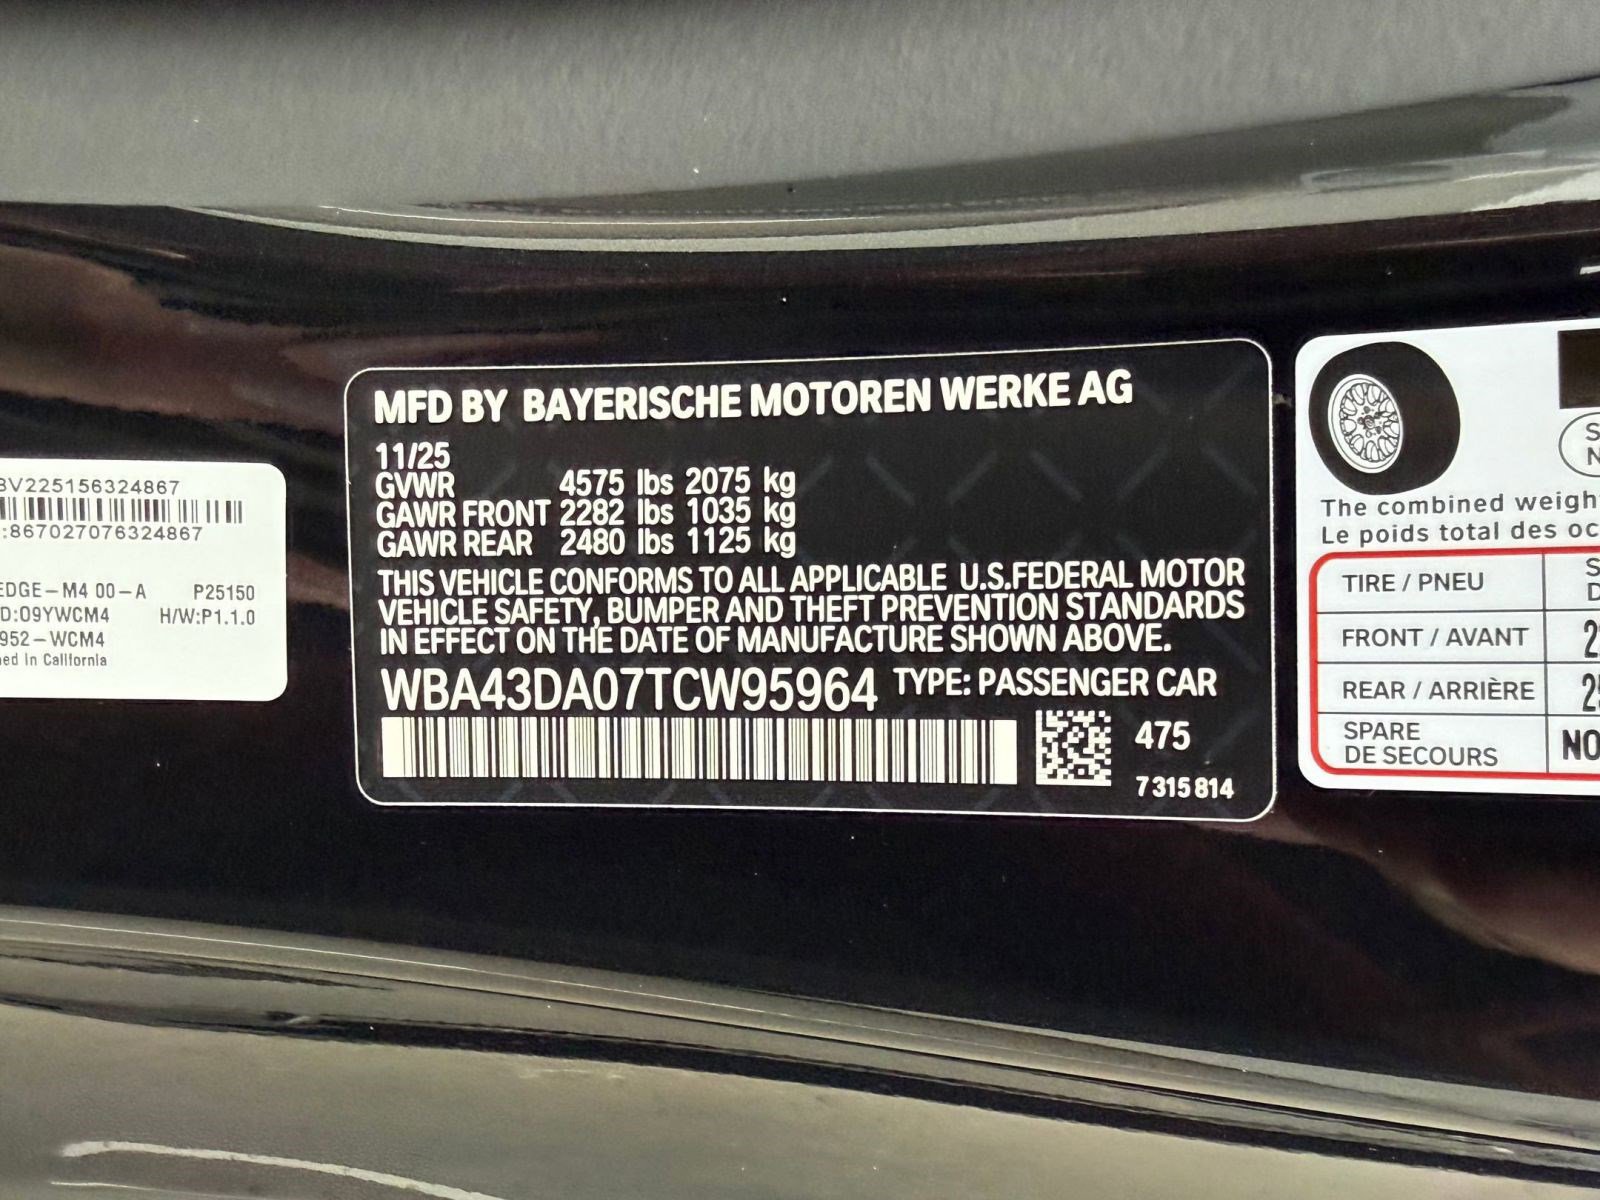 MFD BY BAYERISCHE MOTOREN WERKE AG
11/25
GVWR 4575 lbs 2075 kg
GAWR FRONT 2282 lbs 1035 kg
GAWR REAR 2480 lbs 1125 kg
THIS VEHICLE CONFORMS TO ALL APPLICABLE U.S.FEDERAL MOTOR
VEHICLE SAFETY, BUMPER AND THEFT PREVENTION STANDARDS
IN EFFECT ON THE DATE OF MANUFACTURE SHOWN ABOVE.
WBA43DA07TCW95964 TYPE: PASSENGER CAR
475
7 315 814
BV225156324867
:867027076324867
EDGE-M4 00-A P25150
D:09YWCM4 H/W:P1.1.0
952-WCM4
ned in California
S
N
The combined weigh
Le poids total des oc
TIRE / PNEU S
D
FRONT / AVANT 2
REAR / ARRIÈRE 25
SPARE
DE SECOURS NO